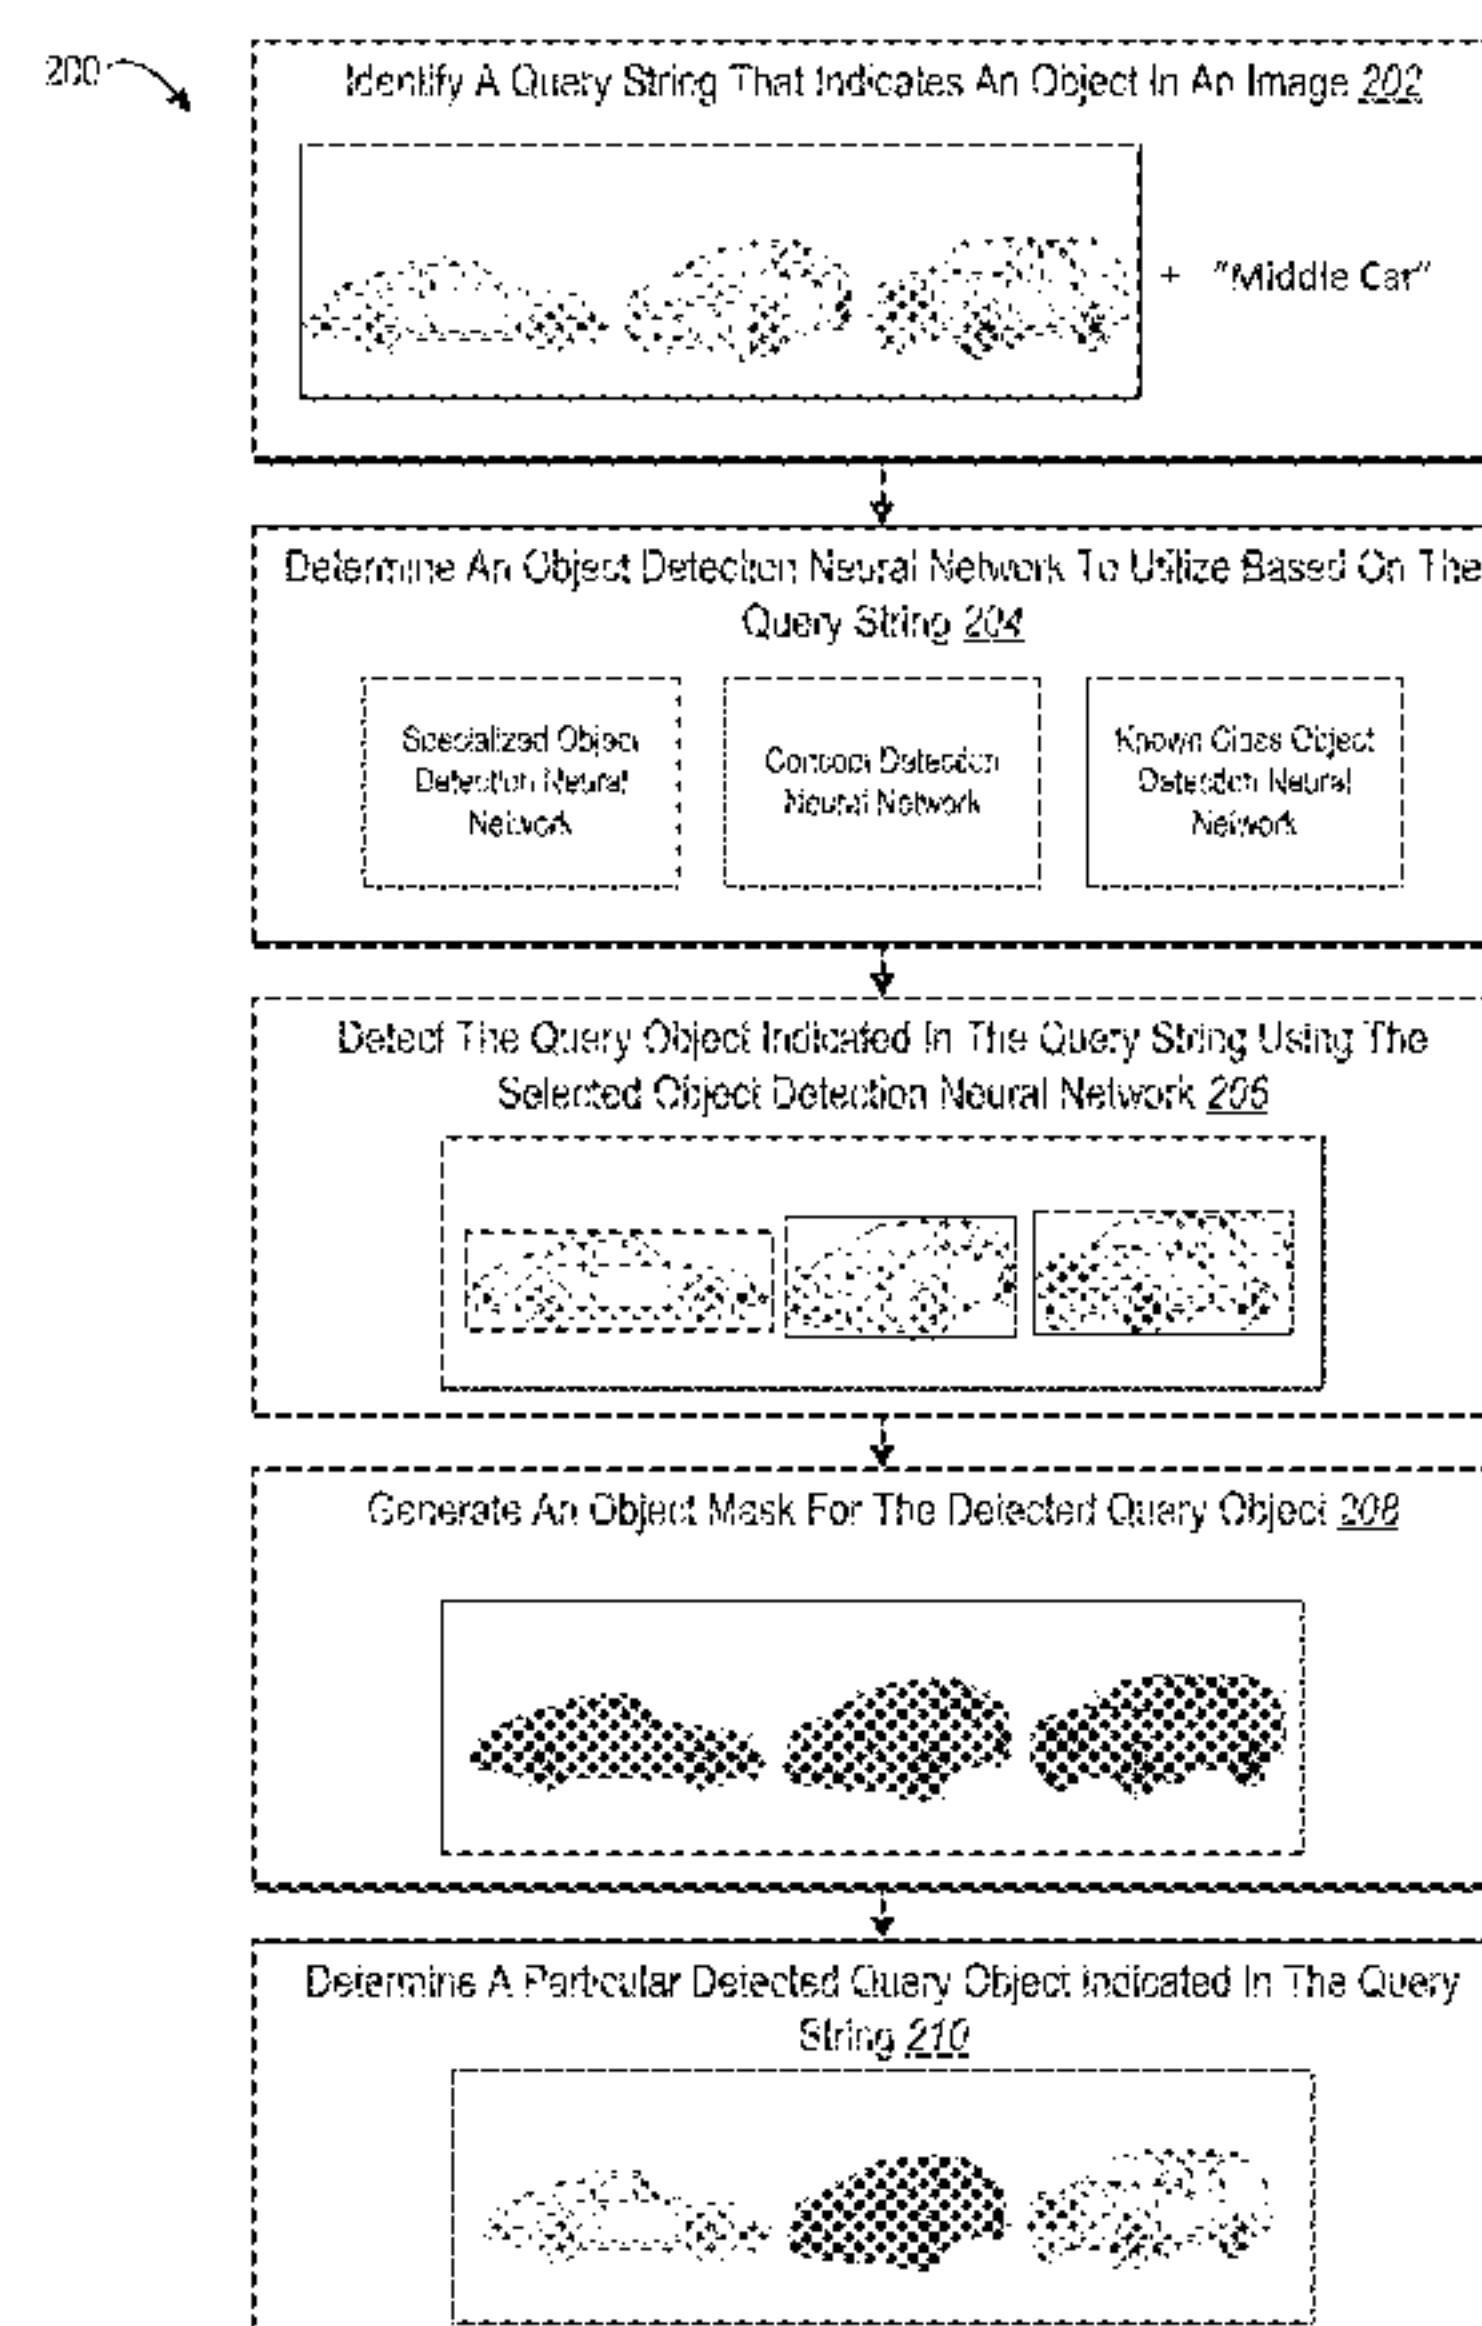 200
Identify A Query String That Indicates An Object In An Image 202
+ "Middle Car"
Determine An Object Detection Neural Network To Utilize Based On The
Query String 204
Specialized Object
Detection Neural
Network
Concept Detection
Neural Network
Known Class Object
Detection Neural
Network
Detect The Query Object Indicated In The Query String Using The
Selected Object Detection Neural Network 206
Generate An Object Mask For The Detected Query Object 208
Determine A Particular Detected Query Object Indicated In The Query
String 210